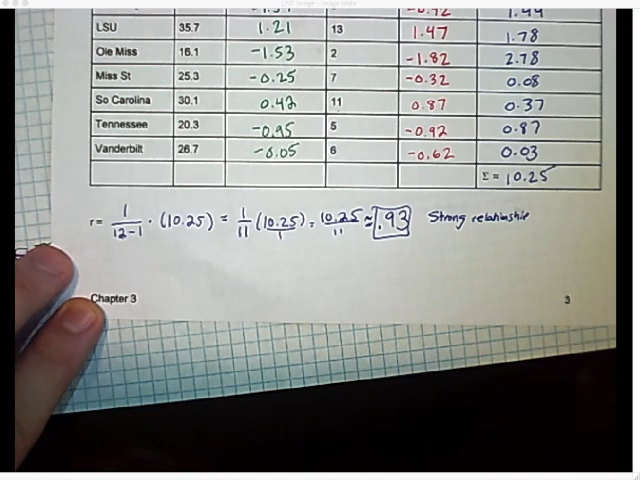 LSU 35.7 1.21 13 1.47 1.78
Ole Miss 16.1 -1.53 2 -1.82 2.78
Miss St 25.3 -0.25 7 -0.32 0.08
So Carolina 30.1 0.42 11 0.87 0.37
Tennessee 20.3 -0.95 5 -0.92 0.87
Vanderbilt 26.7 -0.05 6 -0.62 0.03
Σ = 10.25
r = 1/12-1 · (10.25) = 1/11 (10.25)/1 = 10.25/11 ≈ .93 Strong relationship
Chapter 3 3